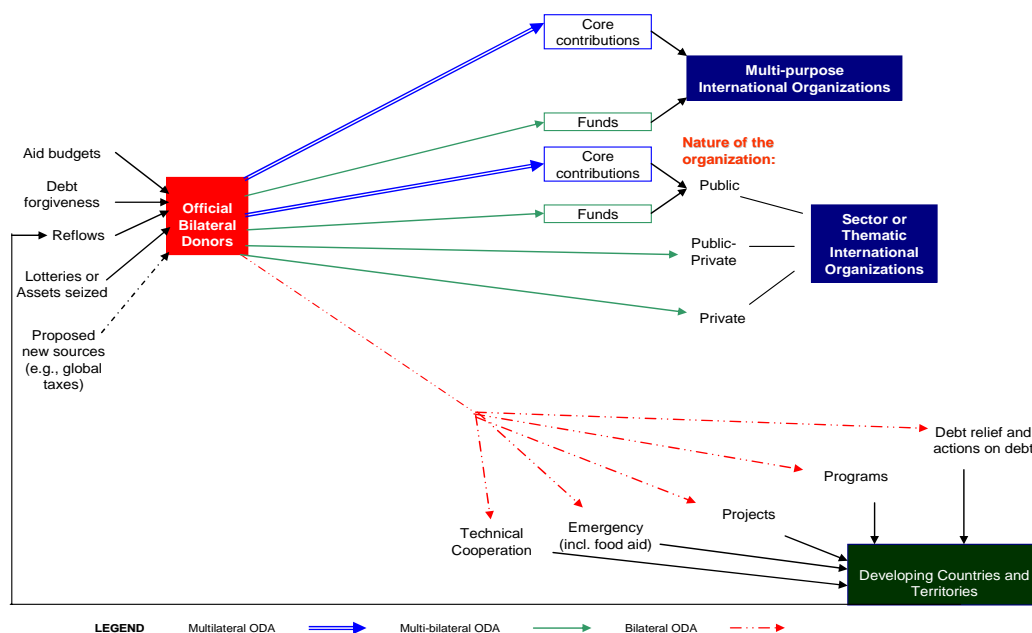 Core
contributions
Multi-purpose
International Organizations
Funds
Aid budgets
Debt
forgiveness
Reflows
Lotteries or
Assets seized
Proposed
new sources
(e.g., global
taxes)
Official
Bilateral
Donors
Core
contributions
Funds
Nature of the
organization:
Public
Public-
Private
Private
Sector or
Thematic
International
Organizations
Debt relief and
actions on debt
Programs
Projects
Emergency
(incl. food aid)
Technical
Cooperation
Developing Countries and
Territories
LEGEND Multilateral ODA Multi-bilateral ODA Bilateral ODA